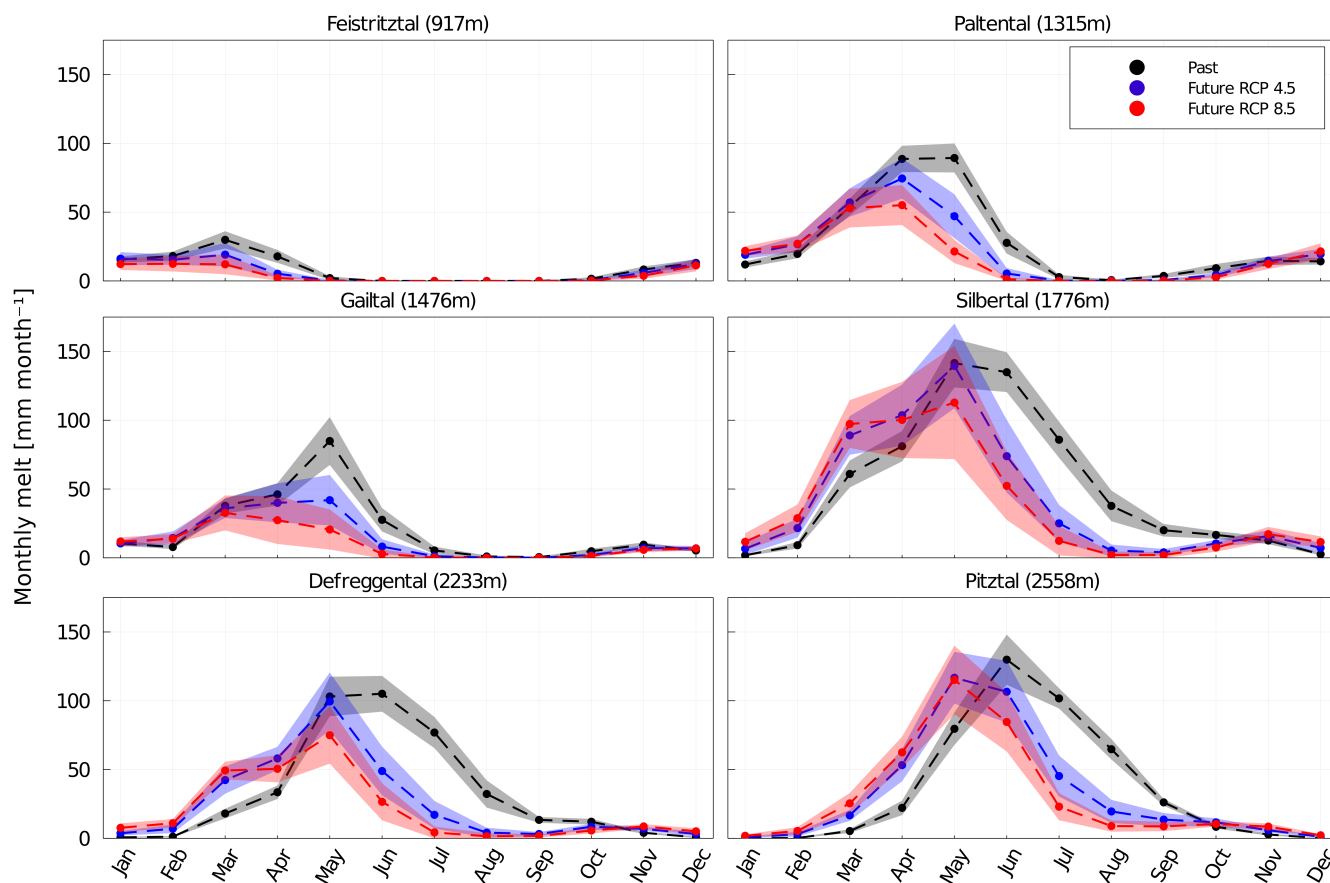 Feistritztal (917m)
Paltental (1315m)
150
100
50
0
Past
Future RCP 4.5
Future RCP 8.5
Monthly melt [mm month⁻¹]
Gailtal (1476m)
Silbertal (1776m)
150
100
50
0
Defreggental (2233m)
Pitztal (2558m)
150
100
50
0
Jan Feb Mar Apr May Jun Jul Aug Sep Oct Nov Dec
Jan Feb Mar Apr May Jun Jul Aug Sep Oct Nov Dec